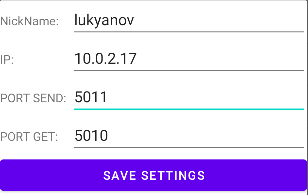 NickName: lukyanov
IP: 10.0.2.17
PORT SEND: 5011
PORT GET: 5010
SAVE SETTINGS